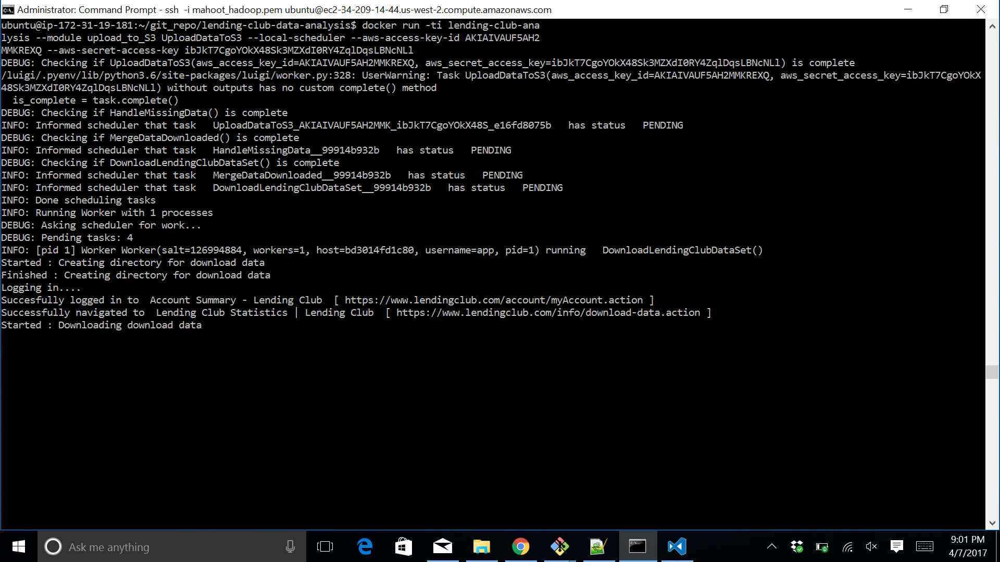 Administrator: Command Prompt - ssh  -i mahoot_hadoop.pem ubuntu@ec2-34-209-14-44.us-west-2.compute.amazonaws.com
ubuntu@ip-172-31-19-181:~/git_repo/lending-club-data-analysis$ docker run -ti lending-club-ana
lysis --module upload_to_S3 UploadDataToS3 --local-scheduler --aws-access-key-id AKIAIVAUF5AH2
MMKREXQ --aws-secret-access-key ibJkT7CgoYOkX48Sk3MZXdI0RY4ZqlDqsLBNcNLl
DEBUG: Checking if UploadDataToS3(aws_access_key_id=AKIAIVAUF5AH2MMKREXQ, aws_secret_access_key=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) is complete
/luigi/.pyenv/lib/python3.6/site-packages/luigi/worker.py:328: UserWarning: Task UploadDataToS3(aws_access_key_id=AKIAIVAUF5AH2MMKREXQ, aws_secret_access_key=ibJkT7CgoYOkX
48Sk3MZXdI0RY4ZqlDqsLBNcNLl) without outputs has no custom complete() method
  is_complete = task.complete()
DEBUG: Checking if HandleMissingData() is complete
INFO: Informed scheduler that task   UploadDataToS3_AKIAIVAUF5AH2MMK_ibJkT7CgoYOkX48S_e16fd8075b   has status   PENDING
DEBUG: Checking if MergeDataDownloaded() is complete
INFO: Informed scheduler that task   HandleMissingData__99914b932b   has status   PENDING
DEBUG: Checking if DownloadLendingClubDataSet() is complete
INFO: Informed scheduler that task   MergeDataDownloaded__99914b932b   has status   PENDING
INFO: Informed scheduler that task   DownloadLendingClubDataSet__99914b932b   has status   PENDING
INFO: Done scheduling tasks
INFO: Running Worker with 1 processes
DEBUG: Asking scheduler for work...
DEBUG: Pending tasks: 4
INFO: [pid 1] Worker Worker(salt=126994884, workers=1, host=bd3014fd1c80, username=app, pid=1) running   DownloadLendingClubDataSet()
Started : Creating directory for download data
Finished : Creating directory for download data
Logging in....
Succesfully logged in to  Account Summary - Lending Club  [ https://www.lendingclub.com/account/myAccount.action ]
Successfully navigated to  Lending Club Statistics | Lending Club  [ https://www.lendingclub.com/info/download-data.action ]
Started : Downloading download data
Ask me anything
9:01 PM
4/7/2017